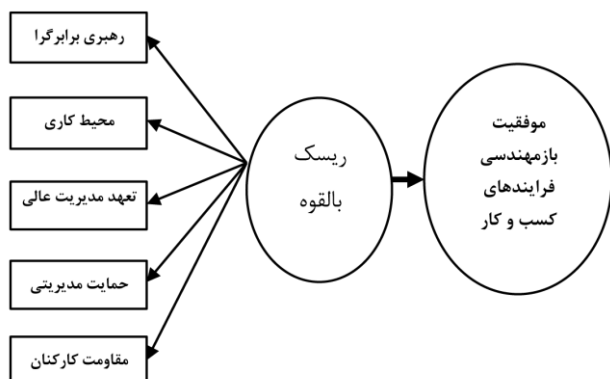 رهبری برابرگرا
محیط کاری
تعهد مدیریت عالی
حمایت مدیریتی
مقاومت کارکنان
ریسک
بالقوه
موفقیت
بازمهندسی
فرایندهای
کسب و کار